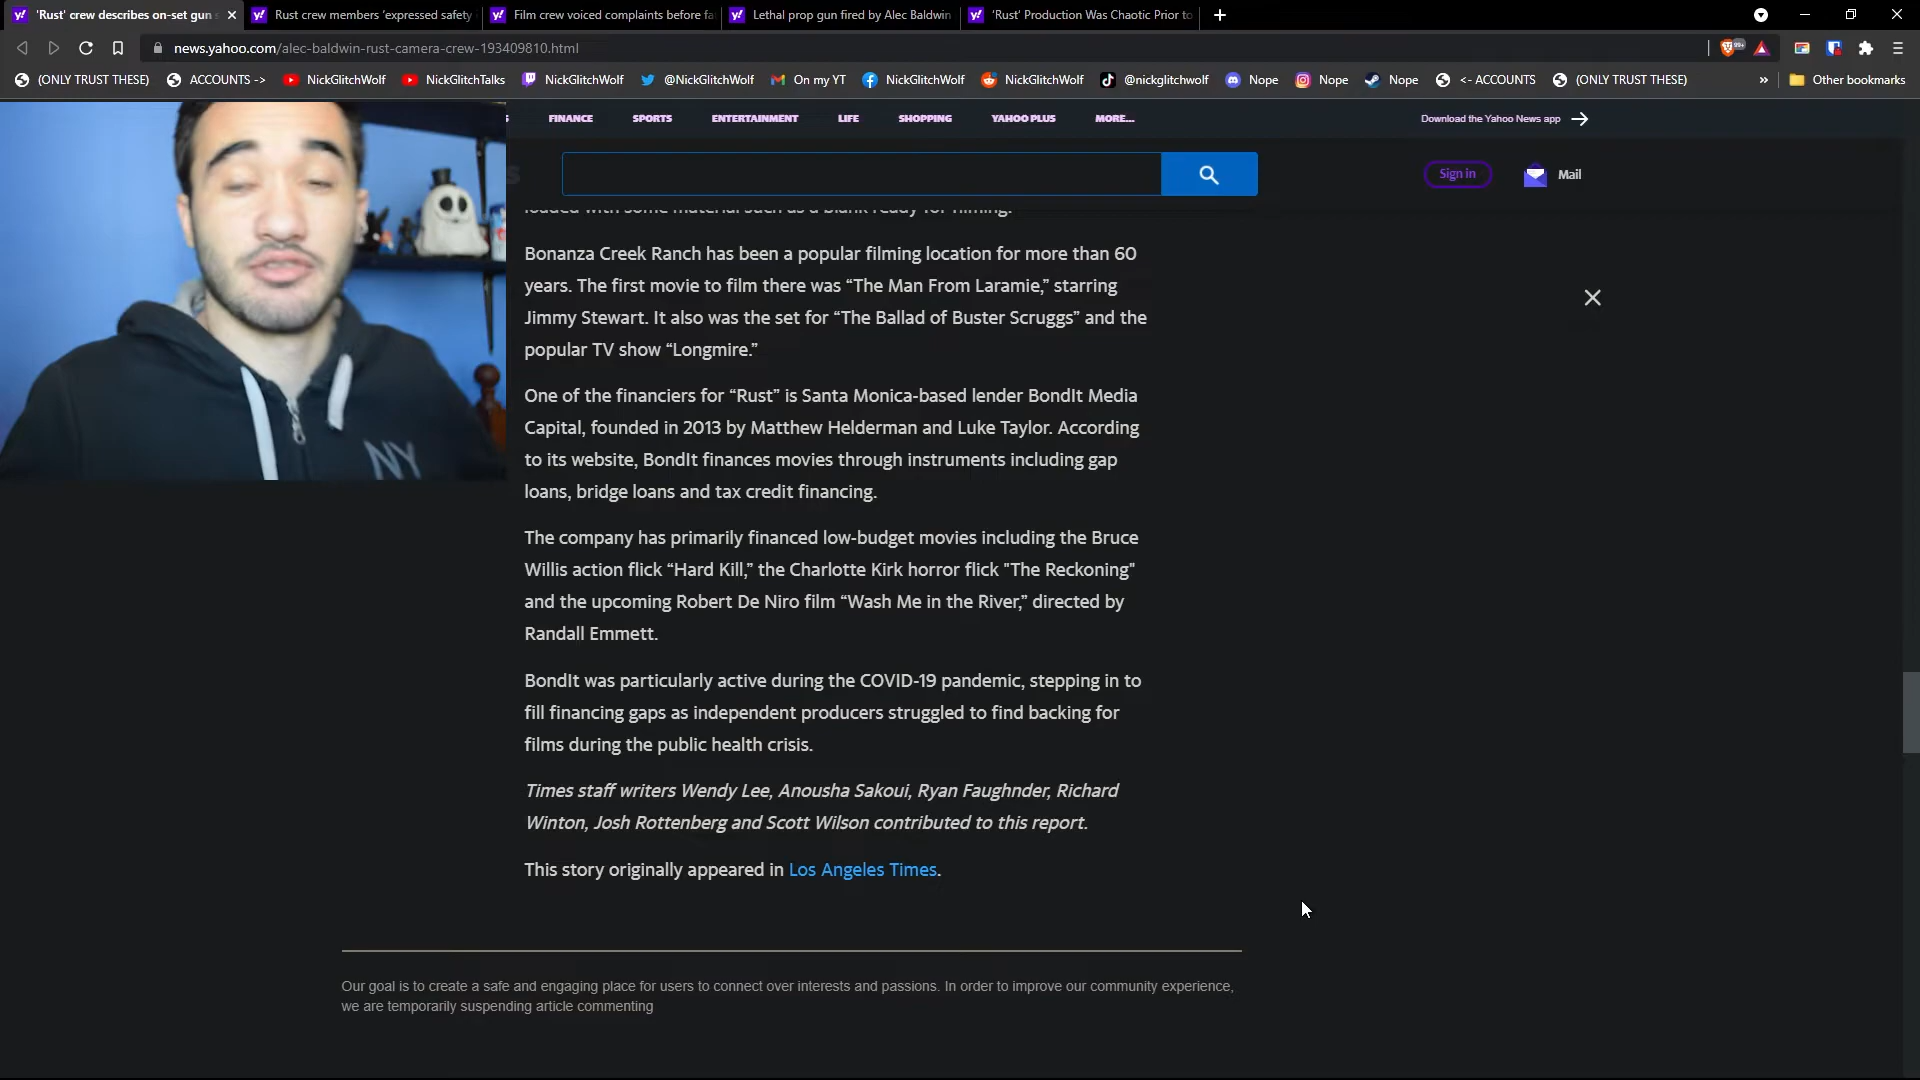 'Rust' crew describes on-set gun s
Rust crew members 'expressed safety
Film crew voiced complaints before fa
Lethal prop gun fired by Alec Baldwin
'Rust' Production Was Chaotic Prior to
news.yahoo.com/alec-baldwin-rust-camera-crew-193409810.html
99+
(ONLY TRUST THESE)
ACCOUNTS ->
NickGlitchWolf
NickGlitchTalks
NickGlitchWolf
@NickGlitchWolf
On my YT
NickGlitchWolf
NickGlitchWolf
@nickglitchwolf
Nope
Nope
Nope
<- ACCOUNTS
(ONLY TRUST THESE)
»
Other bookmarks
FINANCE
SPORTS
ENTERTAINMENT
LIFE
SHOPPING
YAHOO PLUS
MORE...
Download the Yahoo News app
Sign in
Mail
loaded with some material such as a blank ready for filming.
Bonanza Creek Ranch has been a popular filming location for more than 60
years. The first movie to film there was “The Man From Laramie,” starring
Jimmy Stewart. It also was the set for “The Ballad of Buster Scruggs” and the
popular TV show “Longmire.”
One of the financiers for “Rust” is Santa Monica-based lender BondIt Media
Capital, founded in 2013 by Matthew Helderman and Luke Taylor. According
to its website, BondIt finances movies through instruments including gap
loans, bridge loans and tax credit financing.
The company has primarily financed low-budget movies including the Bruce
Willis action flick “Hard Kill,” the Charlotte Kirk horror flick "The Reckoning"
and the upcoming Robert De Niro film “Wash Me in the River,” directed by
Randall Emmett.
BondIt was particularly active during the COVID-19 pandemic, stepping in to
fill financing gaps as independent producers struggled to find backing for
films during the public health crisis.
Times staff writers Wendy Lee, Anousha Sakoui, Ryan Faughnder, Richard
Winton, Josh Rottenberg and Scott Wilson contributed to this report.
This story originally appeared in Los Angeles Times.
Our goal is to create a safe and engaging place for users to connect over interests and passions. In order to improve our community experience,
we are temporarily suspending article commenting
NY